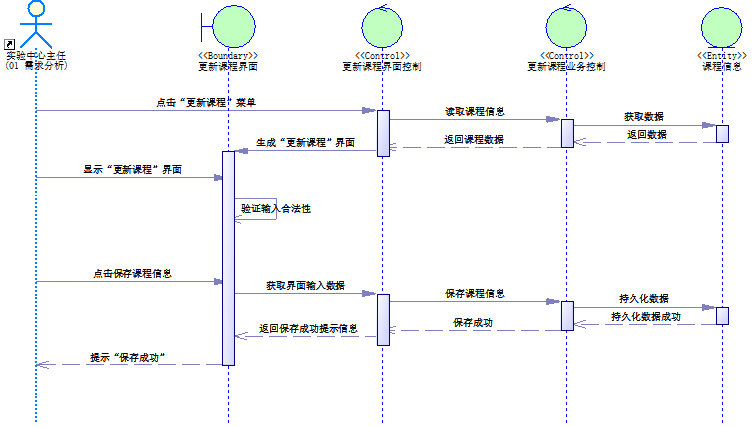 实验中心主任
(01 需求分析)
<<Boundary>>
更新课程界面
<<Control>>
更新课程界面控制
<<Control>>
更新课程业务控制
<<Entity>>
课程信息
点击“更新课程”菜单
读取课程信息
获取数据
返回数据
返回课程数据
生成“更新课程”界面
显示“更新课程”界面
验证输入合法性
点击保存课程信息
获取界面输入数据
保存课程信息
持久化数据
持久化数据成功
保存成功
返回保存成功提示信息
提示“保存成功”